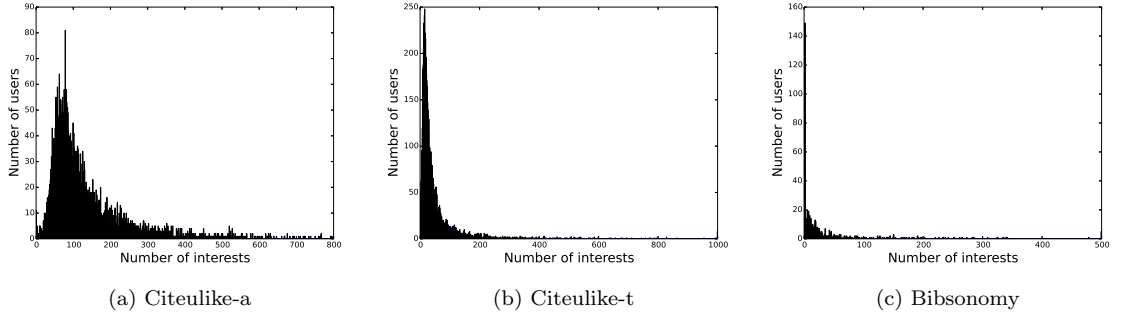 90
80
70
60
50
40
30
20
10
0
Number of users
0 100 200 300 400 500 600 700 800
Number of interests
(a) Citeulike-a
250
200
150
100
50
0
Number of users
0 200 400 600 800 1000
Number of interests
(b) Citeulike-t
160
140
120
100
80
60
40
20
0
Number of users
0 100 200 300 400 500
Number of interests
(c) Bibsonomy